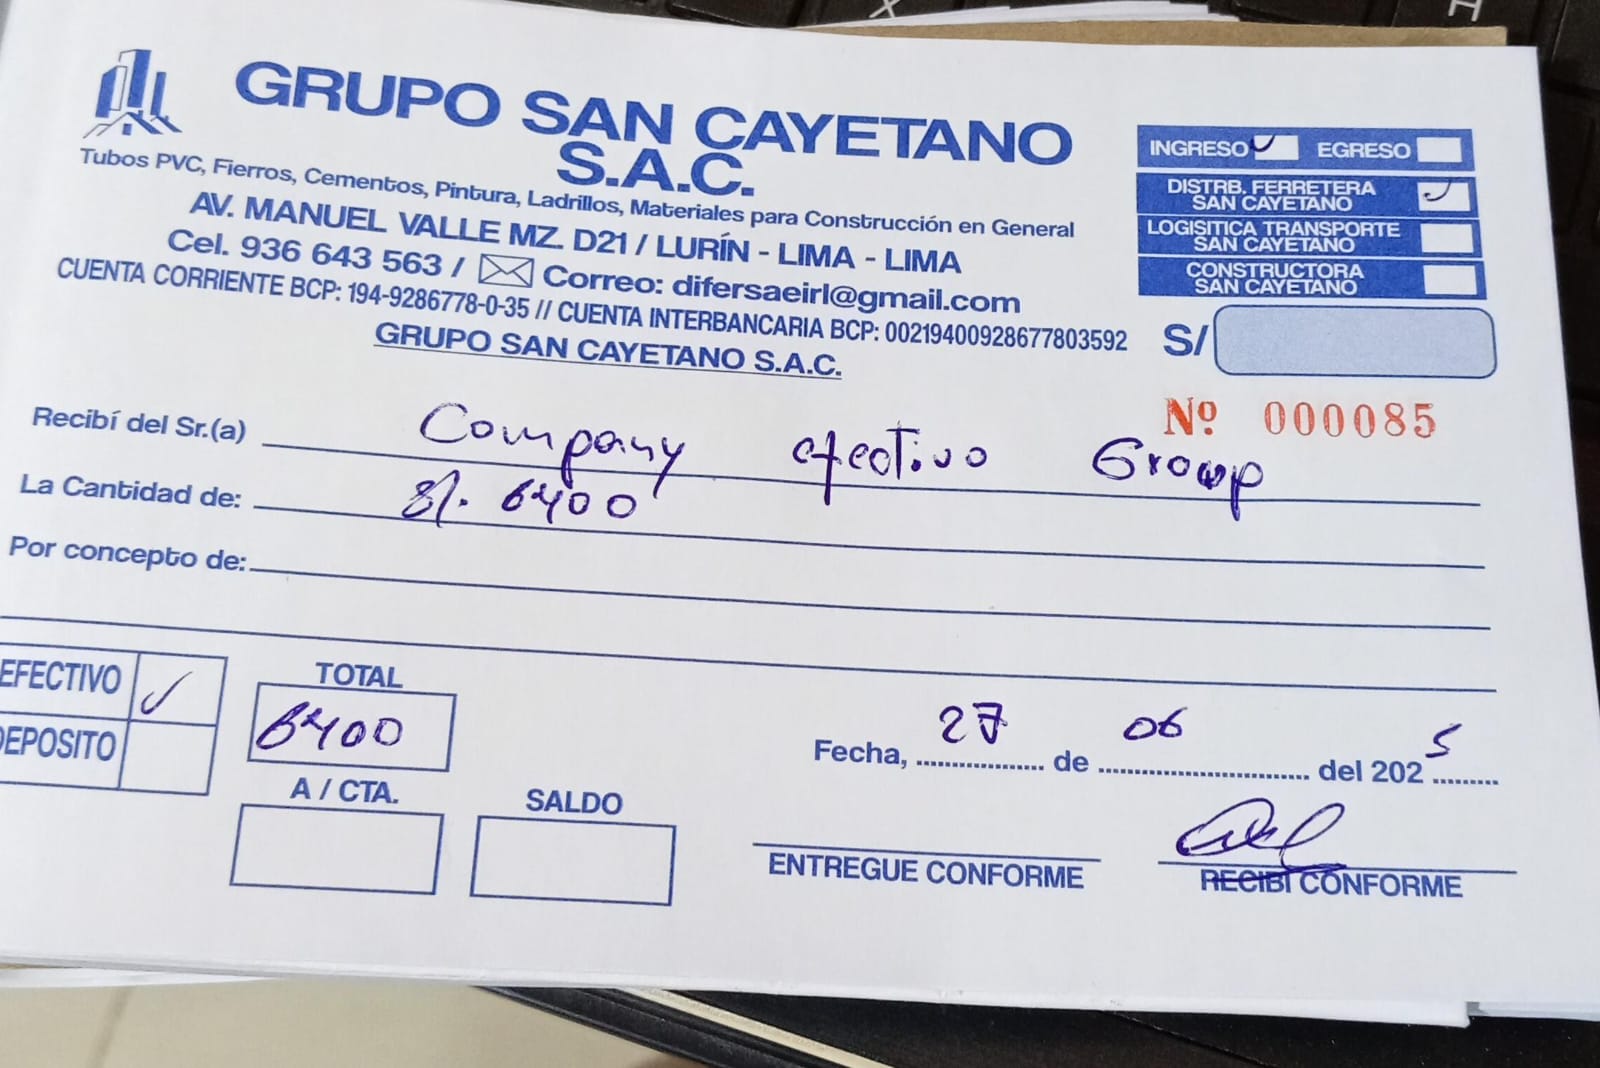 GRUPO SAN CAYETANO
S.A.C.
Tubos PVC, Fierros, Cementos, Pintura, Ladrillos, Materiales para Construcción en General
AV. MANUEL VALLE MZ. D21 / LURÍN - LIMA - LIMA
Cel. 936 643 563 / Correo: difersaeirl@gmail.com
CUENTA CORRIENTE BCP: 194-9286778-0-35 // CUENTA INTERBANCARIA BCP: 00219400928677803592
GRUPO SAN CAYETANO S.A.C.
INGRESO EGRESO
DISTRB. FERRETERA
SAN CAYETANO
LOGISITICA TRANSPORTE
SAN CAYETANO
CONSTRUCTORA
SAN CAYETANO
S/
Nº 000085
Recibí del Sr.(a) Company efectivo Group
La Cantidad de: S/. 6400
Por concepto de:
EFECTIVO
DEPOSITO
TOTAL
6400
A / CTA.
SALDO
Fecha, 27 de 06 del 2025
ENTREGUE CONFORME
RECIBÍ CONFORME